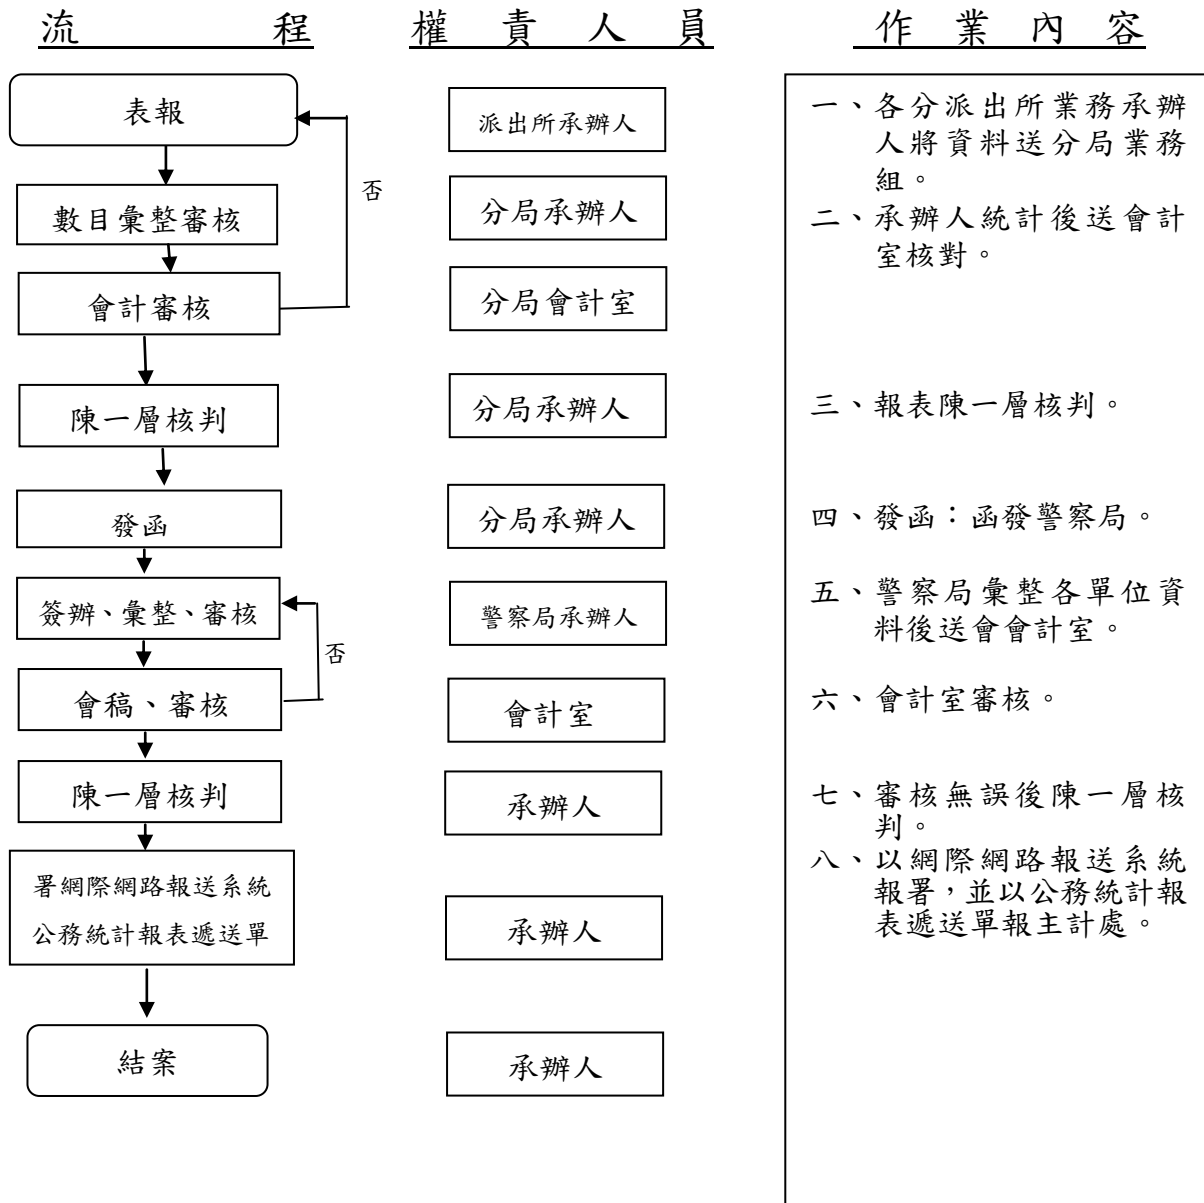 流程
權責人員
作業內容
表報
否
數目彙整審核
會計審核
陳一層核判
發函
簽辦、彙整、審核
否
會稿、審核
陳一層核判
署網際網路報送系統
公務統計報表遞送單
結案
派出所承辦人
分局承辦人
分局會計室
分局承辦人
分局承辦人
警察局承辦人
會計室
承辦人
承辦人
承辦人
一、各分派出所業務承辦
人將資料送分局業務
組。
二、承辦人統計後送會計
室核對。
三、報表陳一層核判。
四、發函：函發警察局。
五、警察局彙整各單位資
料後送會會計室。
六、會計室審核。
七、審核無誤後陳一層核
判。
八、以網際網路報送系統
報署，並以公務統計報
表遞送單報主計處。